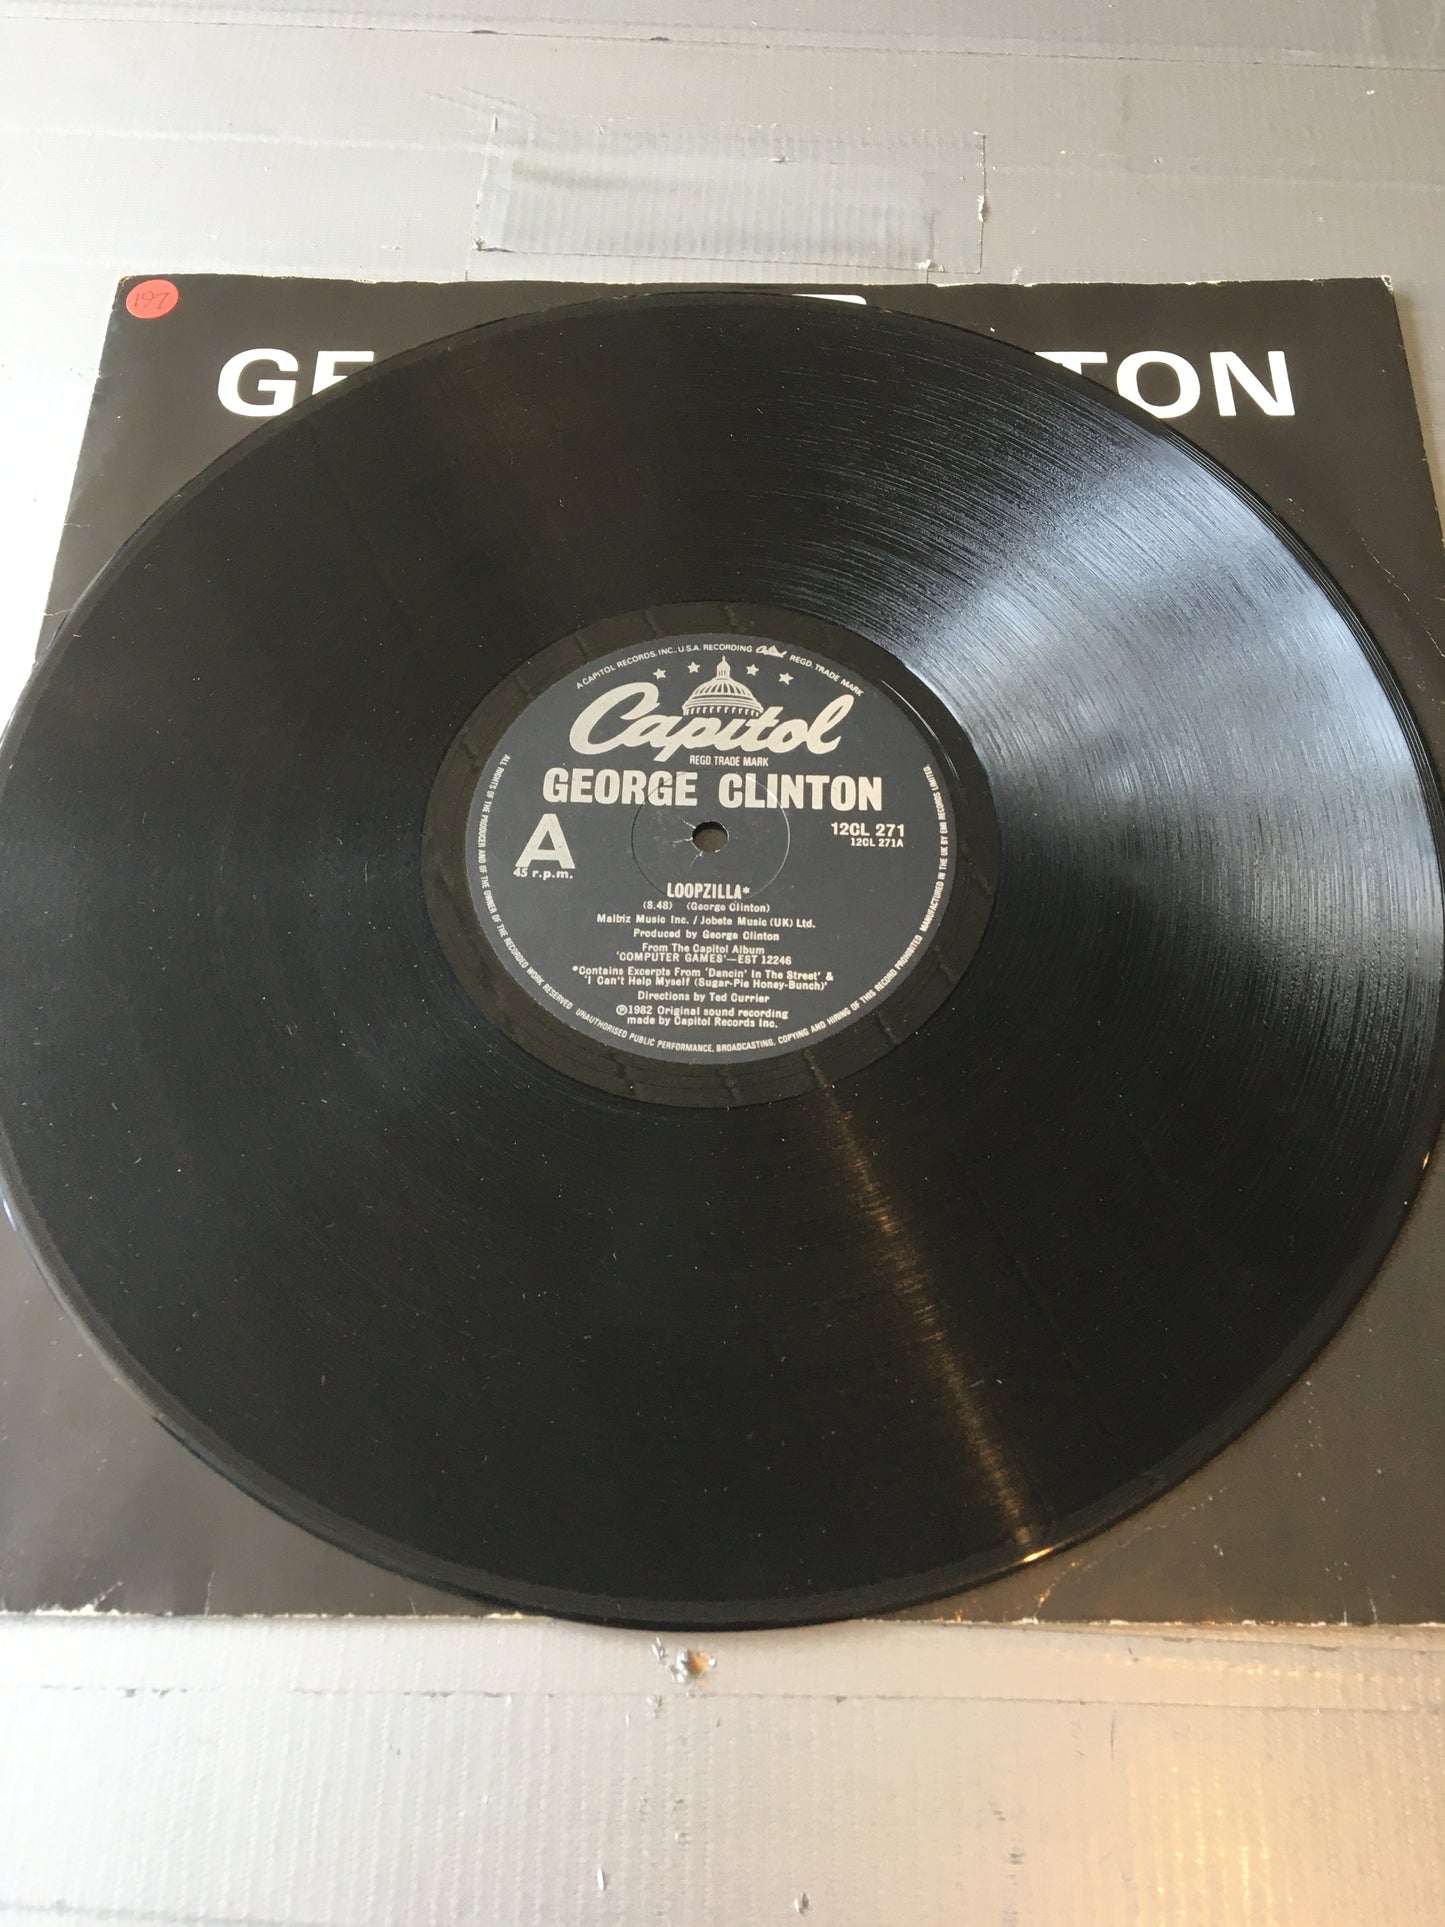 197
GE TON
A CAPITOL RECORDS, INC., U.S.A. RECORDING Capitol REGD. TRADE MARK
Capitol
REGD. TRADE MARK
GEORGE CLINTON
A
45 r.p.m.
12CL 271
12CL 271A
LOOPZILLA*
(8.48) (George Clinton)
Malbiz Music Inc. / Jobete Music (UK) Ltd.
Produced by George Clinton
From The Capitol Album
'COMPUTER GAMES'—EST 12246
*Contains Excerpts From 'Dancin' In The Street' &
'I Can't Help Myself (Sugar-Pie Honey-Bunch)'
Directions by Ted Currier
℗1982 Original sound recording
made by Capitol Records Inc.
ALL RIGHTS OF THE PRODUCER AND OF THE OWNER OF THE RECORDED WORK RESERVED UNAUTHORISED PUBLIC PERFORMANCE, BROADCASTING, COPYING AND HIRING OF THIS RECORD PROHIBITED MANUFACTURED IN THE UK BY EMI RECORDS LIMITED.